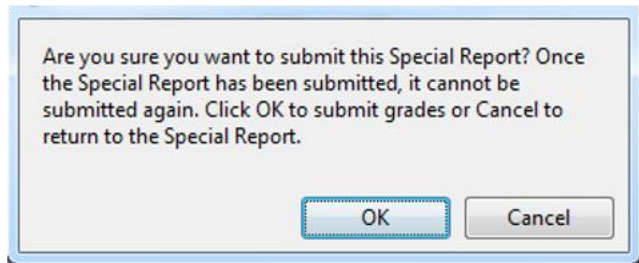 Are you sure you want to submit this Special Report? Once
the Special Report has been submitted, it cannot be
submitted again. Click OK to submit grades or Cancel to
return to the Special Report.
OK
Cancel